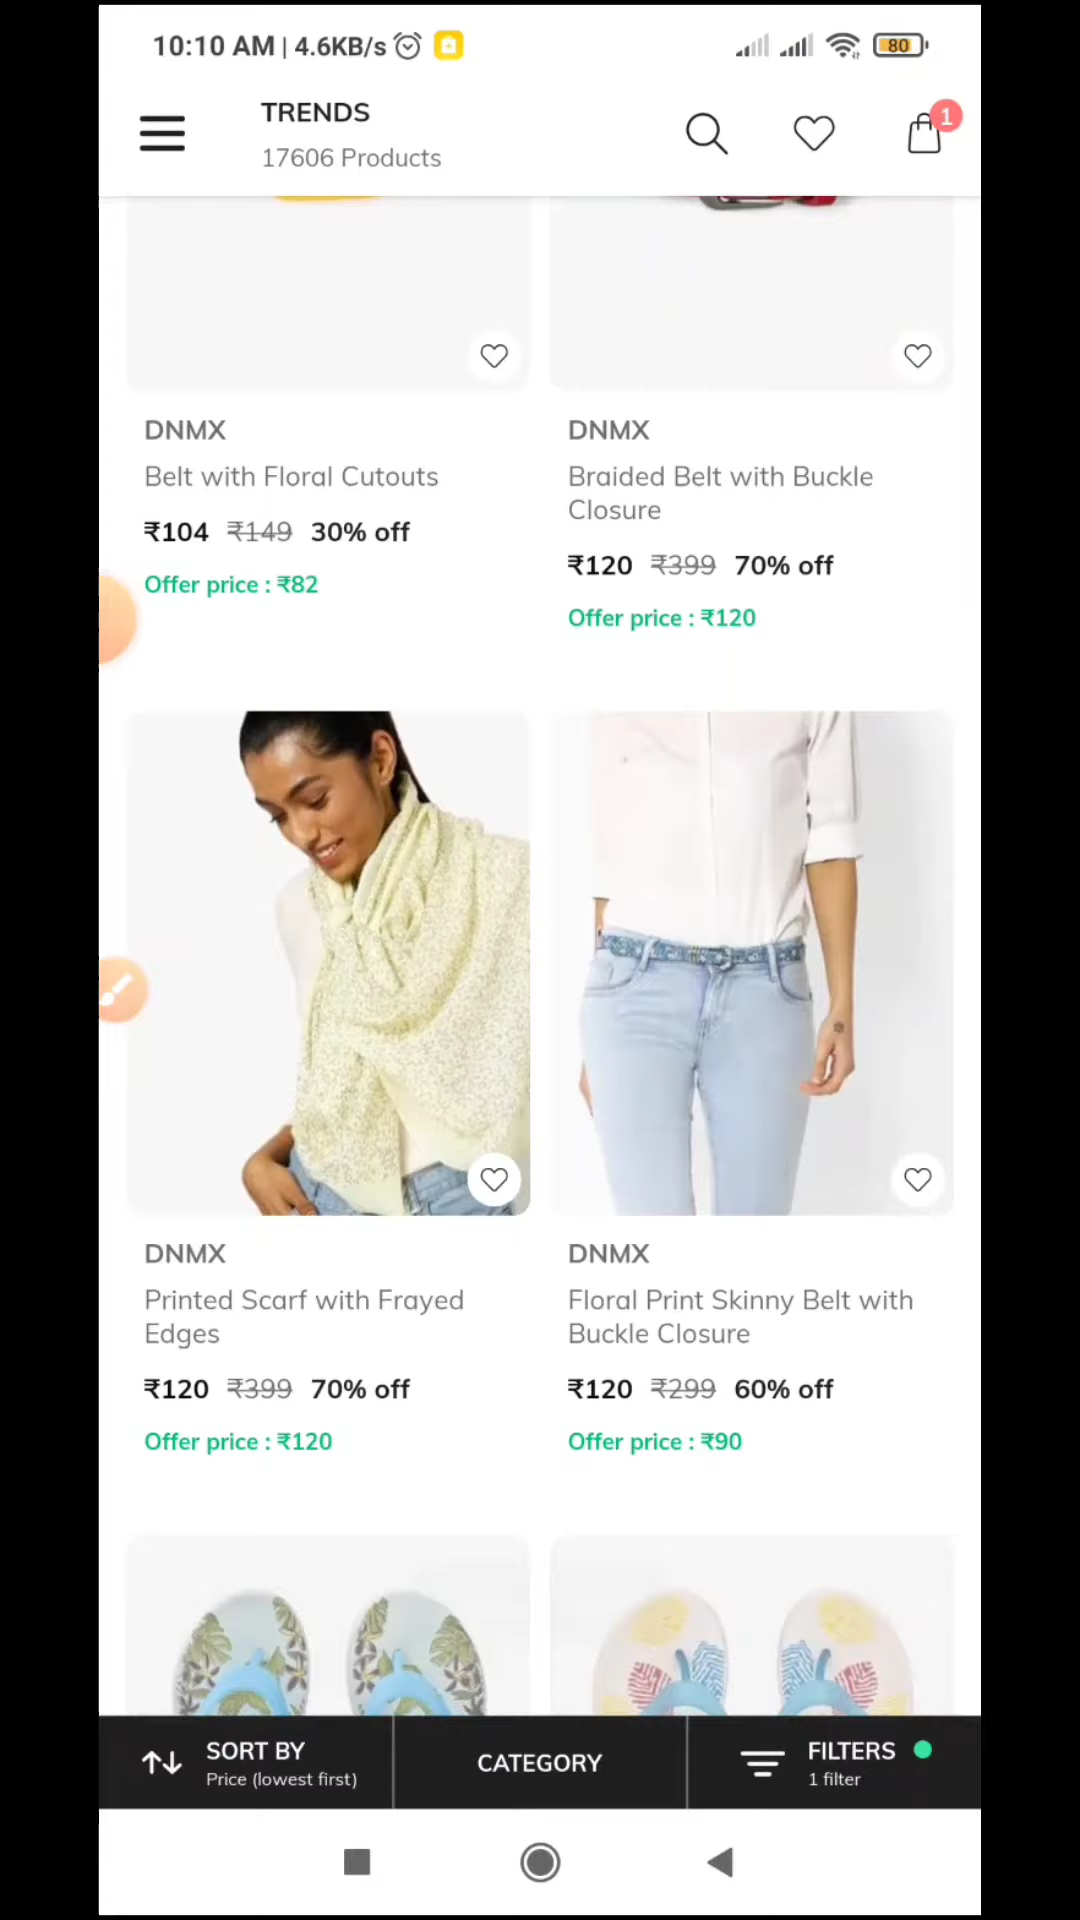 10:10 AM | 4.6KB/s
80
TRENDS
17606 Products
1
DNMX
Belt with Floral Cutouts
₹104 ₹149 30% off
Offer price : ₹82
DNMX
Braided Belt with Buckle
Closure
₹120 ₹399 70% off
Offer price : ₹120
DNMX
Printed Scarf with Frayed
Edges
₹120 ₹399 70% off
Offer price : ₹120
DNMX
Floral Print Skinny Belt with
Buckle Closure
₹120 ₹299 60% off
Offer price : ₹90
SORT BY
Price (lowest first)
CATEGORY
FILTERS
1 filter